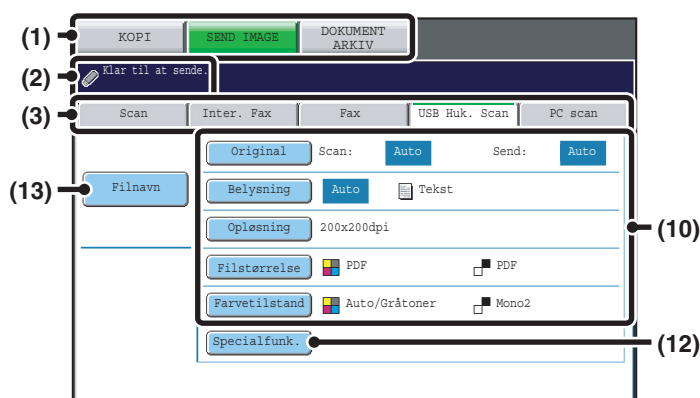 (1) KOPI SEND IMAGE DOKUMENT ARKIV
(2) Klar til at sende.
(3) Scan Inter. Fax Fax USB Huk. Scan PC scan
Original Scan: Auto Send: Auto
(13) Filnavn Belysning Auto Tekst
Opløsning 200x200dpi (10)
Filstørrelse PDF PDF
Farvetilstand Auto/Gråtoner Mono2
Specialfunk. (12)